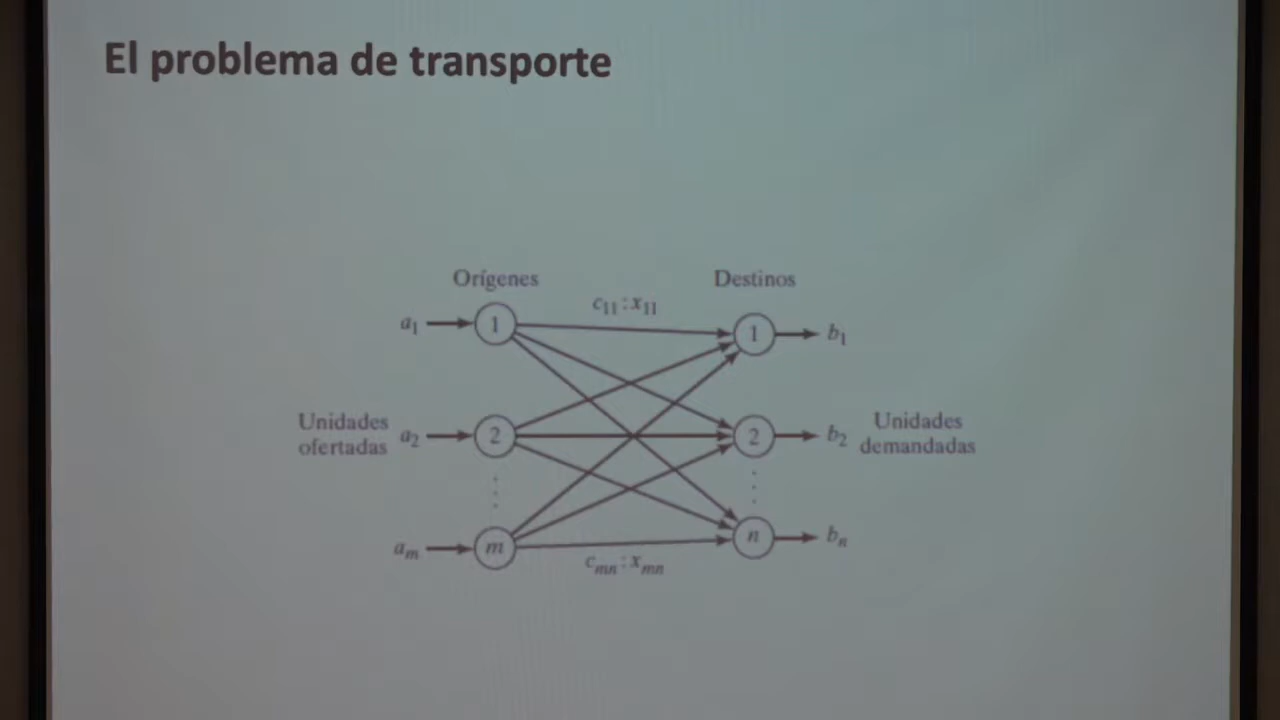 El problema de transporte
Orígenes
Destinos
c11 : x11
a1
1
1
b1
Unidades
ofertadas
a2
2
2
b2
Unidades
demandadas
am
m
n
bn
cmn : xmn